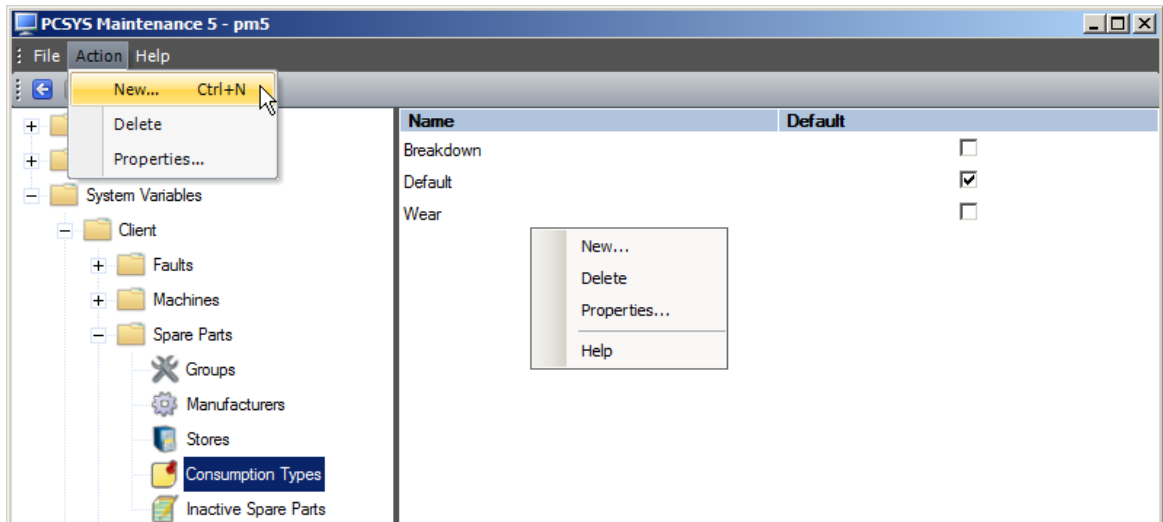 PCSYS Maintenance 5 - pm5
File Action Help
New... Ctrl+N
Delete
Properties...
System Variables
Client
Faults
Machines
Spare Parts
Groups
Manufacturers
Stores
Consumption Types
Inactive Spare Parts
Name Default
Breakdown
Default
Wear
New...
Delete
Properties...
Help